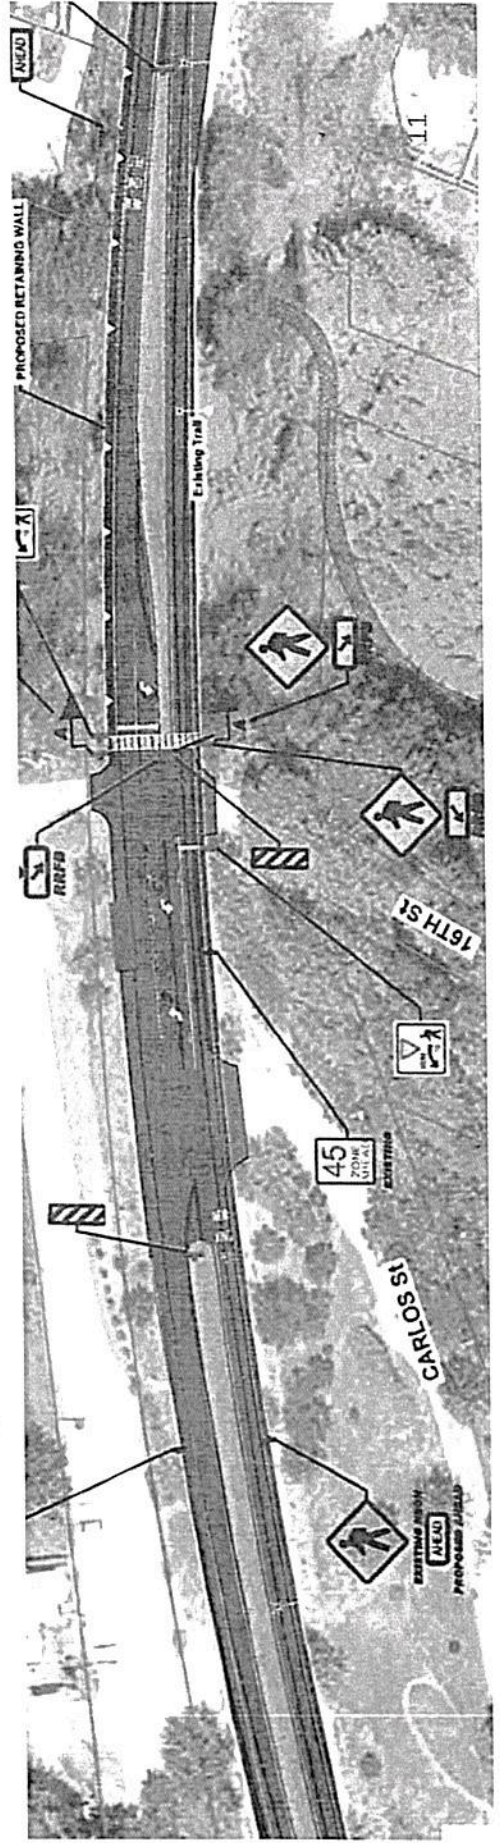 AHEAD
PROPOSED RETAINING WALL
11
Existing Trail
RRFB
16TH St
45
ZONE
AHEAD
EXISTING
CARLOS St
EXISTING
AHEAD
PROPOSED AHEAD